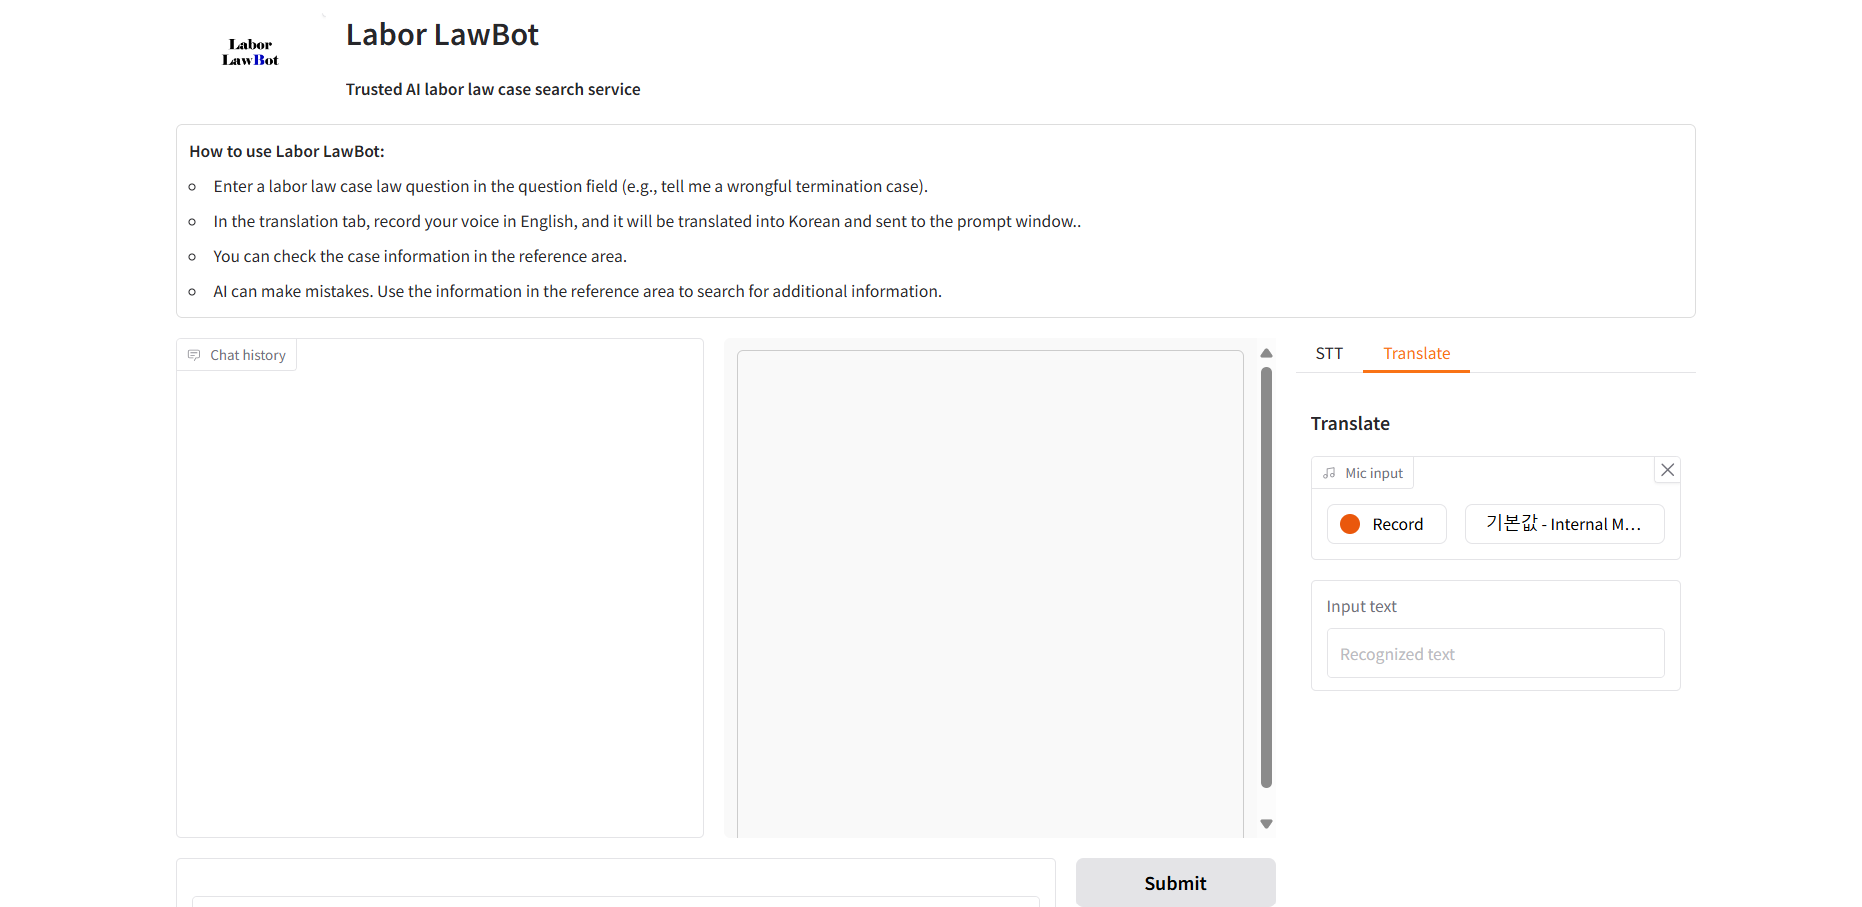 Labor
LawBot
Labor LawBot
Trusted AI labor law case search service
How to use Labor LawBot:
Enter a labor law case law question in the question field (e.g., tell me a wrongful termination case).
In the translation tab, record your voice in English, and it will be translated into Korean and sent to the prompt window..
You can check the case information in the reference area.
AI can make mistakes. Use the information in the reference area to search for additional information.
Chat history
STT
Translate
Translate
Mic input
Record
기본값 - Internal M...
Input text
Recognized text
Submit